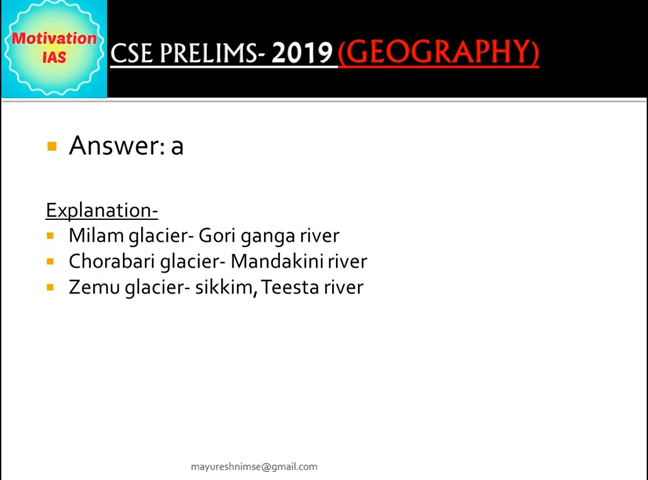 Motivation
IAS
CSE PRELIMS- 2019 (GEOGRAPHY)
Answer: a
Explanation-
Milam glacier- Gori ganga river
Chorabari glacier- Mandakini river
Zemu glacier- sikkim, Teesta river
mayureshnimse@gmail.com